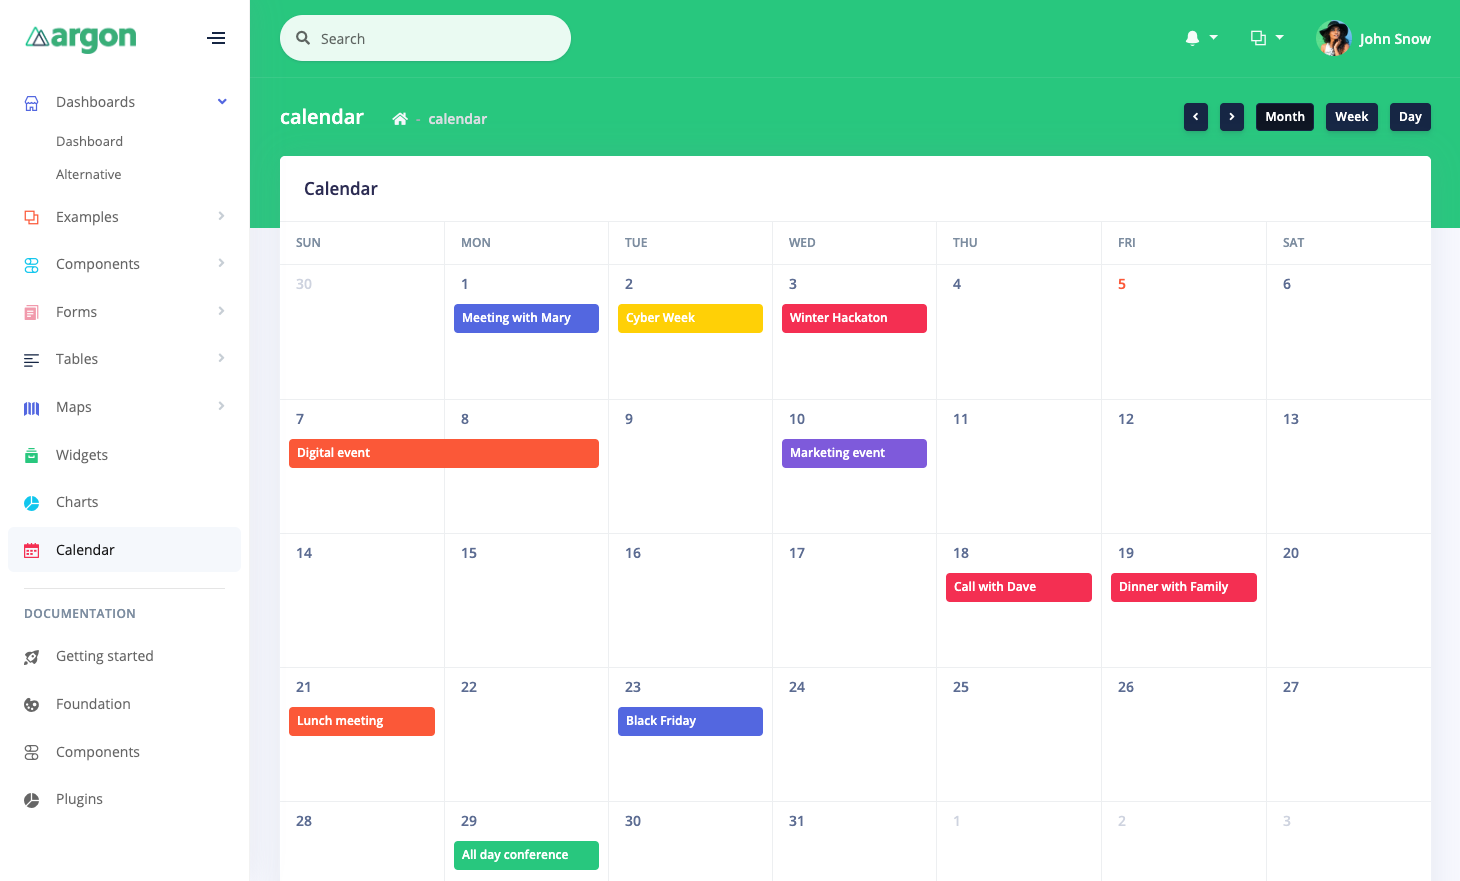 argon
Search
John Snow
Dashboards
Dashboard
Alternative
Examples
Components
Forms
Tables
Maps
Widgets
Charts
Calendar
DOCUMENTATION
Getting started
Foundation
Components
Plugins
calendar - calendar
Month Week Day
Calendar
SUN MON TUE WED THU FRI SAT
30 1 2 3 4 5 6
Meeting with Mary Cyber Week Winter Hackaton
7 8 9 10 11 12 13
Digital event Marketing event
14 15 16 17 18 19 20
Call with Dave Dinner with Family
21 22 23 24 25 26 27
Lunch meeting Black Friday
28 29 30 31 1 2 3
All day conference